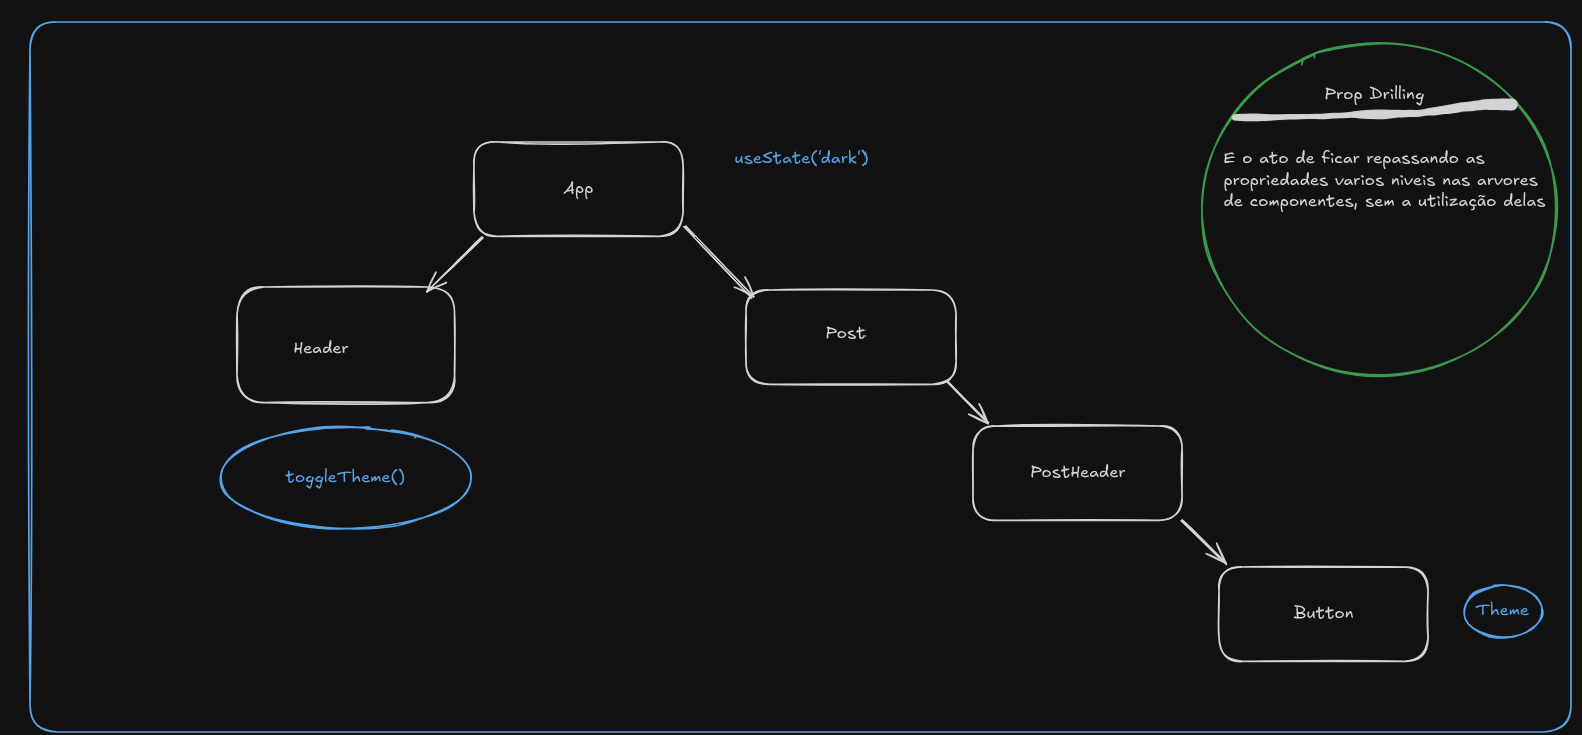 Prop Drilling
E o ato de ficar repassando as
propriedades varios niveis nas arvores
de componentes, sem a utilização delas
useState('dark')
App
Header
Post
toggleTheme()
PostHeader
Button
Theme